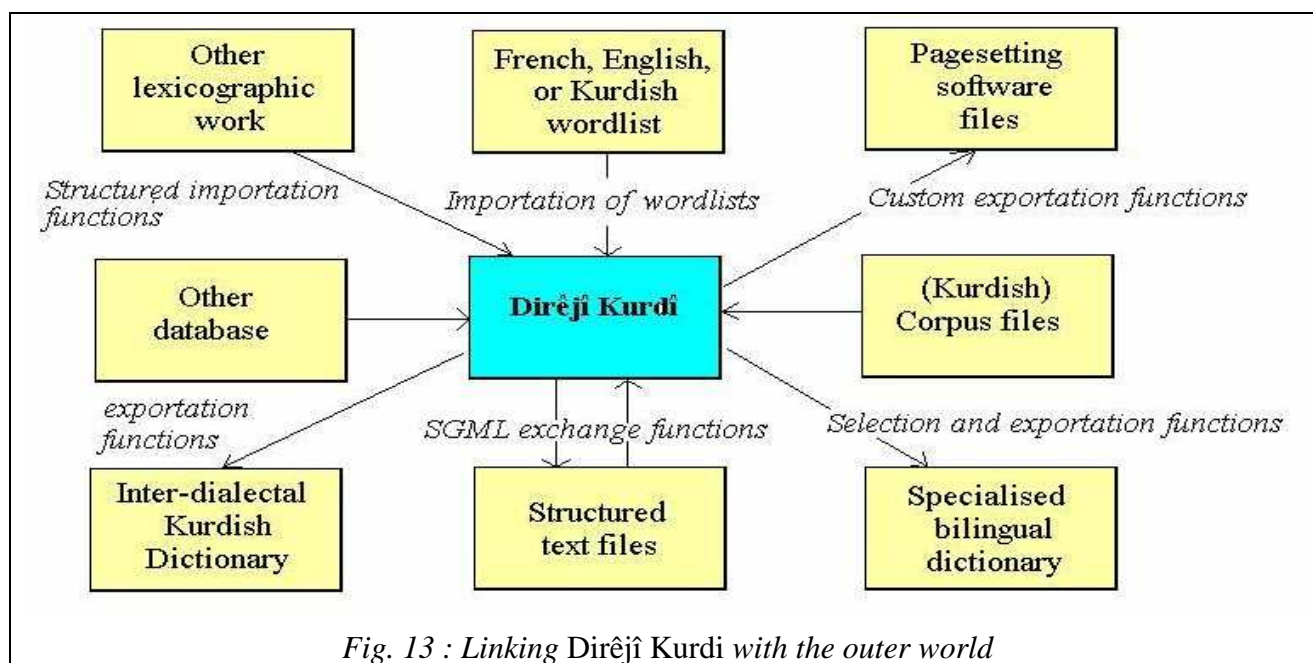 Other
lexicographic
work
French, English,
or Kurdish
wordlist
Pagesetting
software
files
Structured importation
functions
Importation of wordlists
Custom exportation functions
Other
database
Dirêjî Kurdî
(Kurdish)
Corpus files
exportation
functions
SGML exchange functions
Selection and exportation functions
Inter-dialectal
Kurdish
Dictionary
Structured
text files
Specialised
bilingual
dictionary
Fig. 13 : Linking Dirêjî Kurdi with the outer world